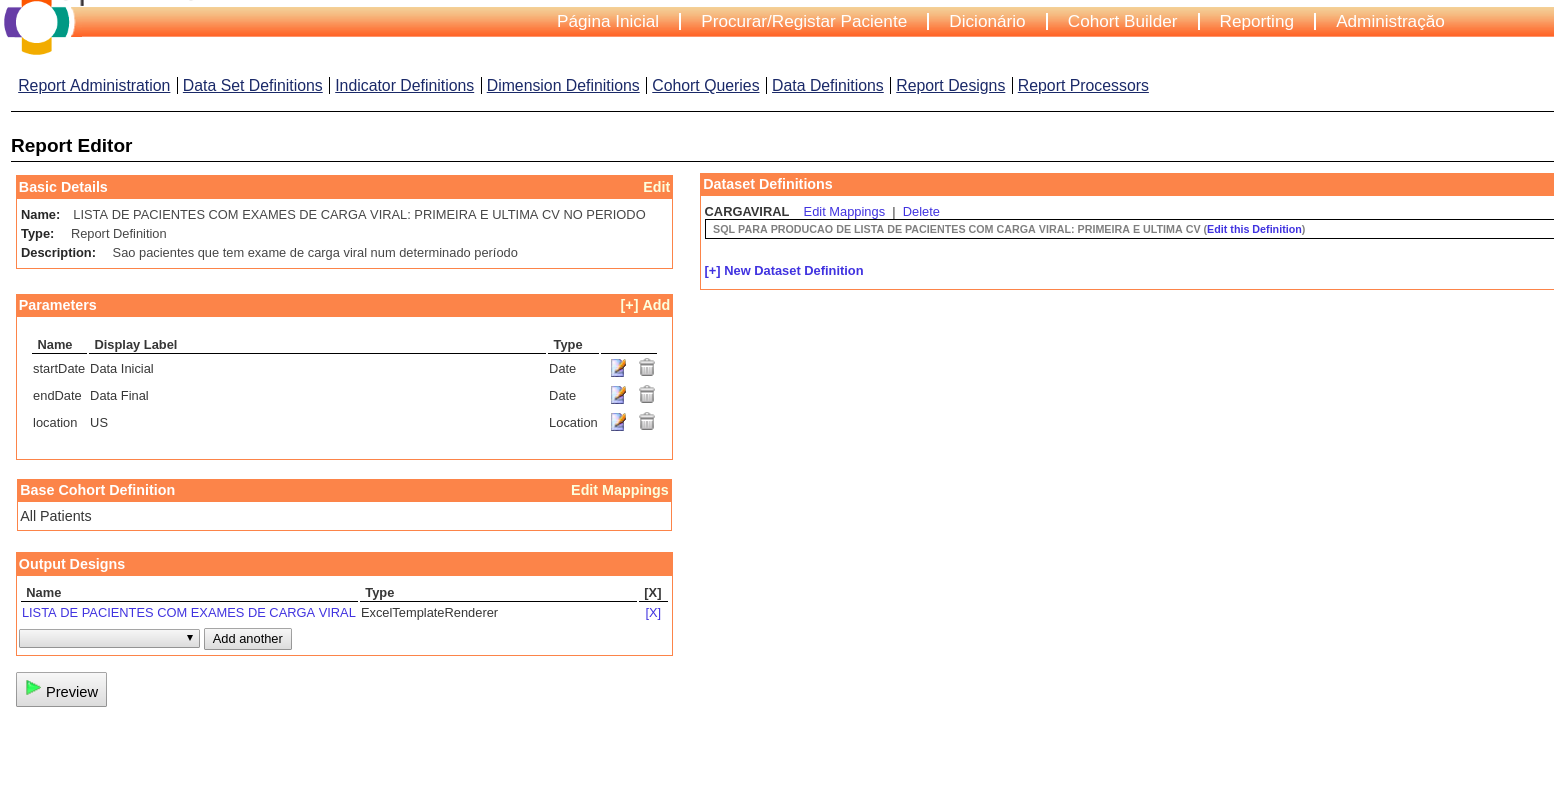 Página Inicial | Procurar/Registar Paciente | Dicionário | Cohort Builder | Reporting | Administração
Report Administration | Data Set Definitions | Indicator Definitions | Dimension Definitions | Cohort Queries | Data Definitions | Report Designs | Report Processors
Report Editor
Basic Details Edit
Name: LISTA DE PACIENTES COM EXAMES DE CARGA VIRAL: PRIMEIRA E ULTIMA CV NO PERIODO
Type: Report Definition
Description: Sao pacientes que tem exame de carga viral num determinado período
Parameters [+] Add
Name Display Label Type
startDate Data Inicial Date
endDate Data Final Date
location US Location
Base Cohort Definition Edit Mappings
All Patients
Output Designs
Name Type [X]
LISTA DE PACIENTES COM EXAMES DE CARGA VIRAL ExcelTemplateRenderer [X]
Add another
Preview
Dataset Definitions
CARGAVIRAL Edit Mappings | Delete
SQL PARA PRODUCAO DE LISTA DE PACIENTES COM CARGA VIRAL: PRIMEIRA E ULTIMA CV (Edit this Definition)
[+] New Dataset Definition